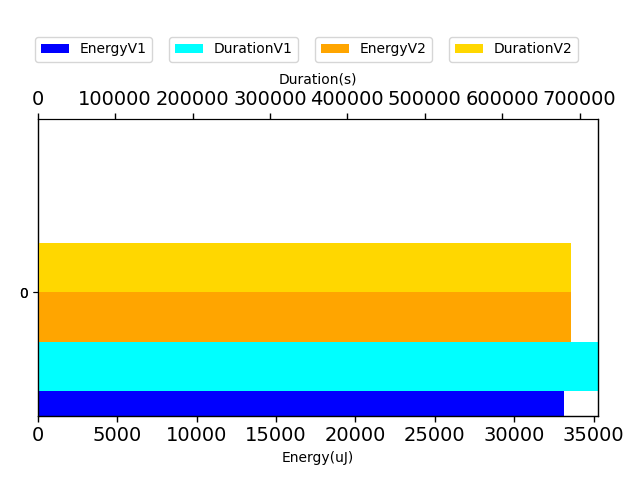 EnergyV1 DurationV1 EnergyV2 DurationV2
Duration(s)
0 100000 200000 300000 400000 500000 600000 700000
0
0 5000 10000 15000 20000 25000 30000 35000
Energy(uJ)